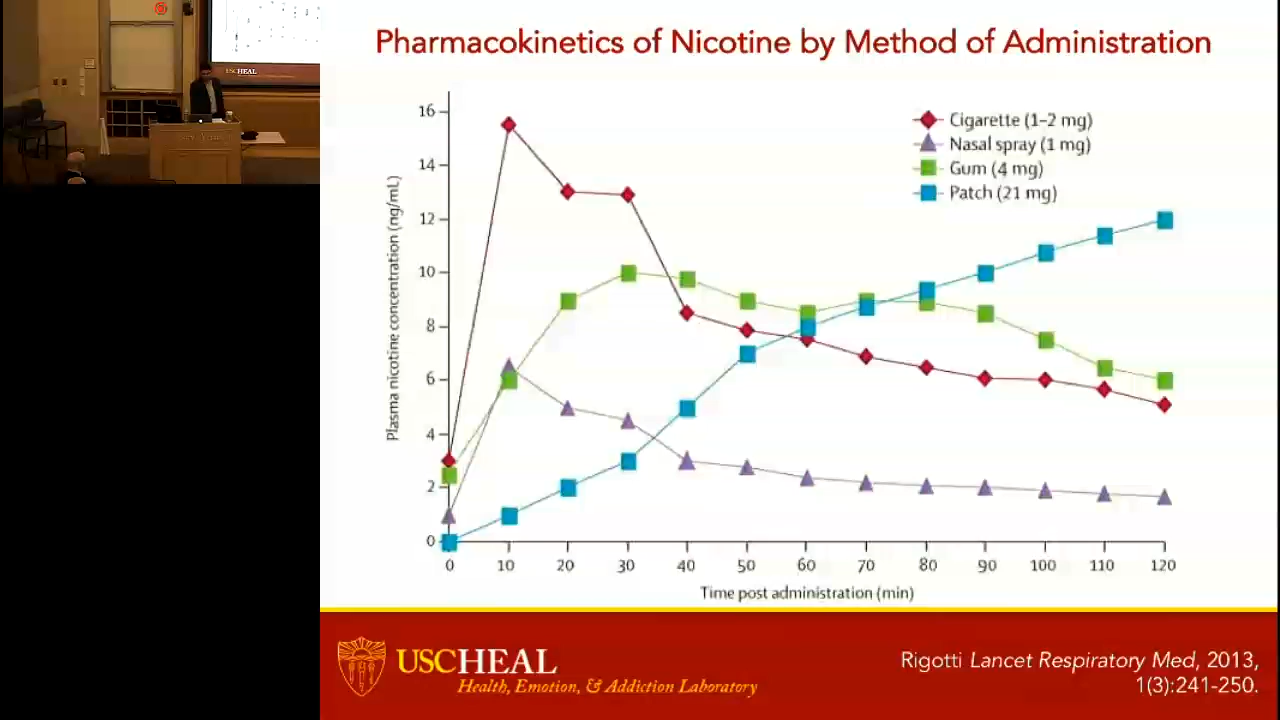 USCHEAL
Pharmacokinetics of Nicotine by Method of Administration
Cigarette (1–2 mg)
Nasal spray (1 mg)
Gum (4 mg)
Patch (21 mg)
Plasma nicotine concentration (ng/mL)
16
14
12
10
8
6
4
2
0
0 10 20 30 40 50 60 70 80 90 100 110 120
Time post administration (min)
USCHEAL
Health, Emotion, & Addiction Laboratory
Rigotti Lancet Respiratory Med, 2013,
1(3):241-250.